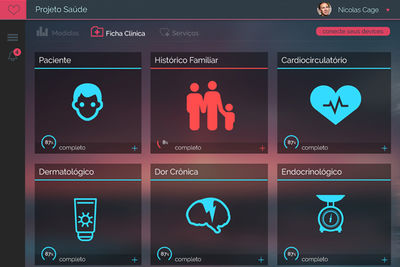 Projeto Saúde
Nicolas Cage
4
Medidas
Ficha Clínica
Serviços
conecte seus devices
Paciente
Histórico Familiar
Cardiocirculatório
87%
completo
+
8%
completo
87%
completo
+
Dermatológico
Dor Crônica
Endocrinológico
87%
completo
+
87%
completo
+
87%
completo
+